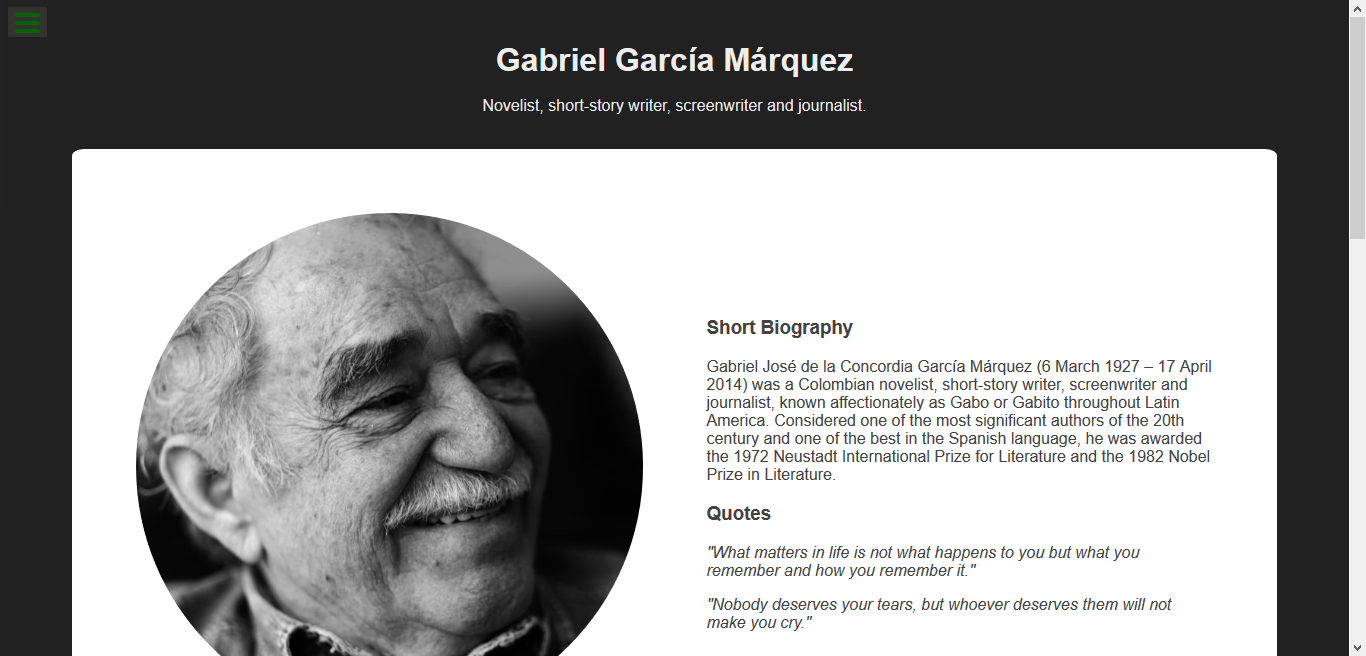 Gabriel García Márquez
Novelist, short-story writer, screenwriter and journalist.
Short Biography
Gabriel José de la Concordia García Márquez (6 March 1927 – 17 April
2014) was a Colombian novelist, short-story writer, screenwriter and
journalist, known affectionately as Gabo or Gabito throughout Latin
America. Considered one of the most significant authors of the 20th
century and one of the best in the Spanish language, he was awarded
the 1972 Neustadt International Prize for Literature and the 1982 Nobel
Prize in Literature.
Quotes
"What matters in life is not what happens to you but what you
remember and how you remember it."
"Nobody deserves your tears, but whoever deserves them will not
make you cry."